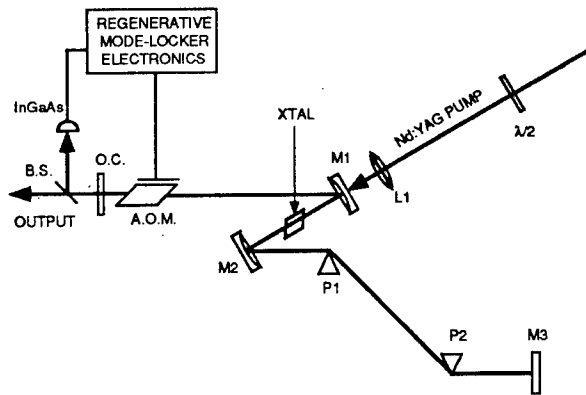 REGENERATIVE
MODE-LOCKER
ELECTRONICS
InGaAs
XTAL
Nd:YAG PUMP
λ/2
B.S.
O.C.
M1
L1
OUTPUT
A.O.M.
M2
P1
P2
M3